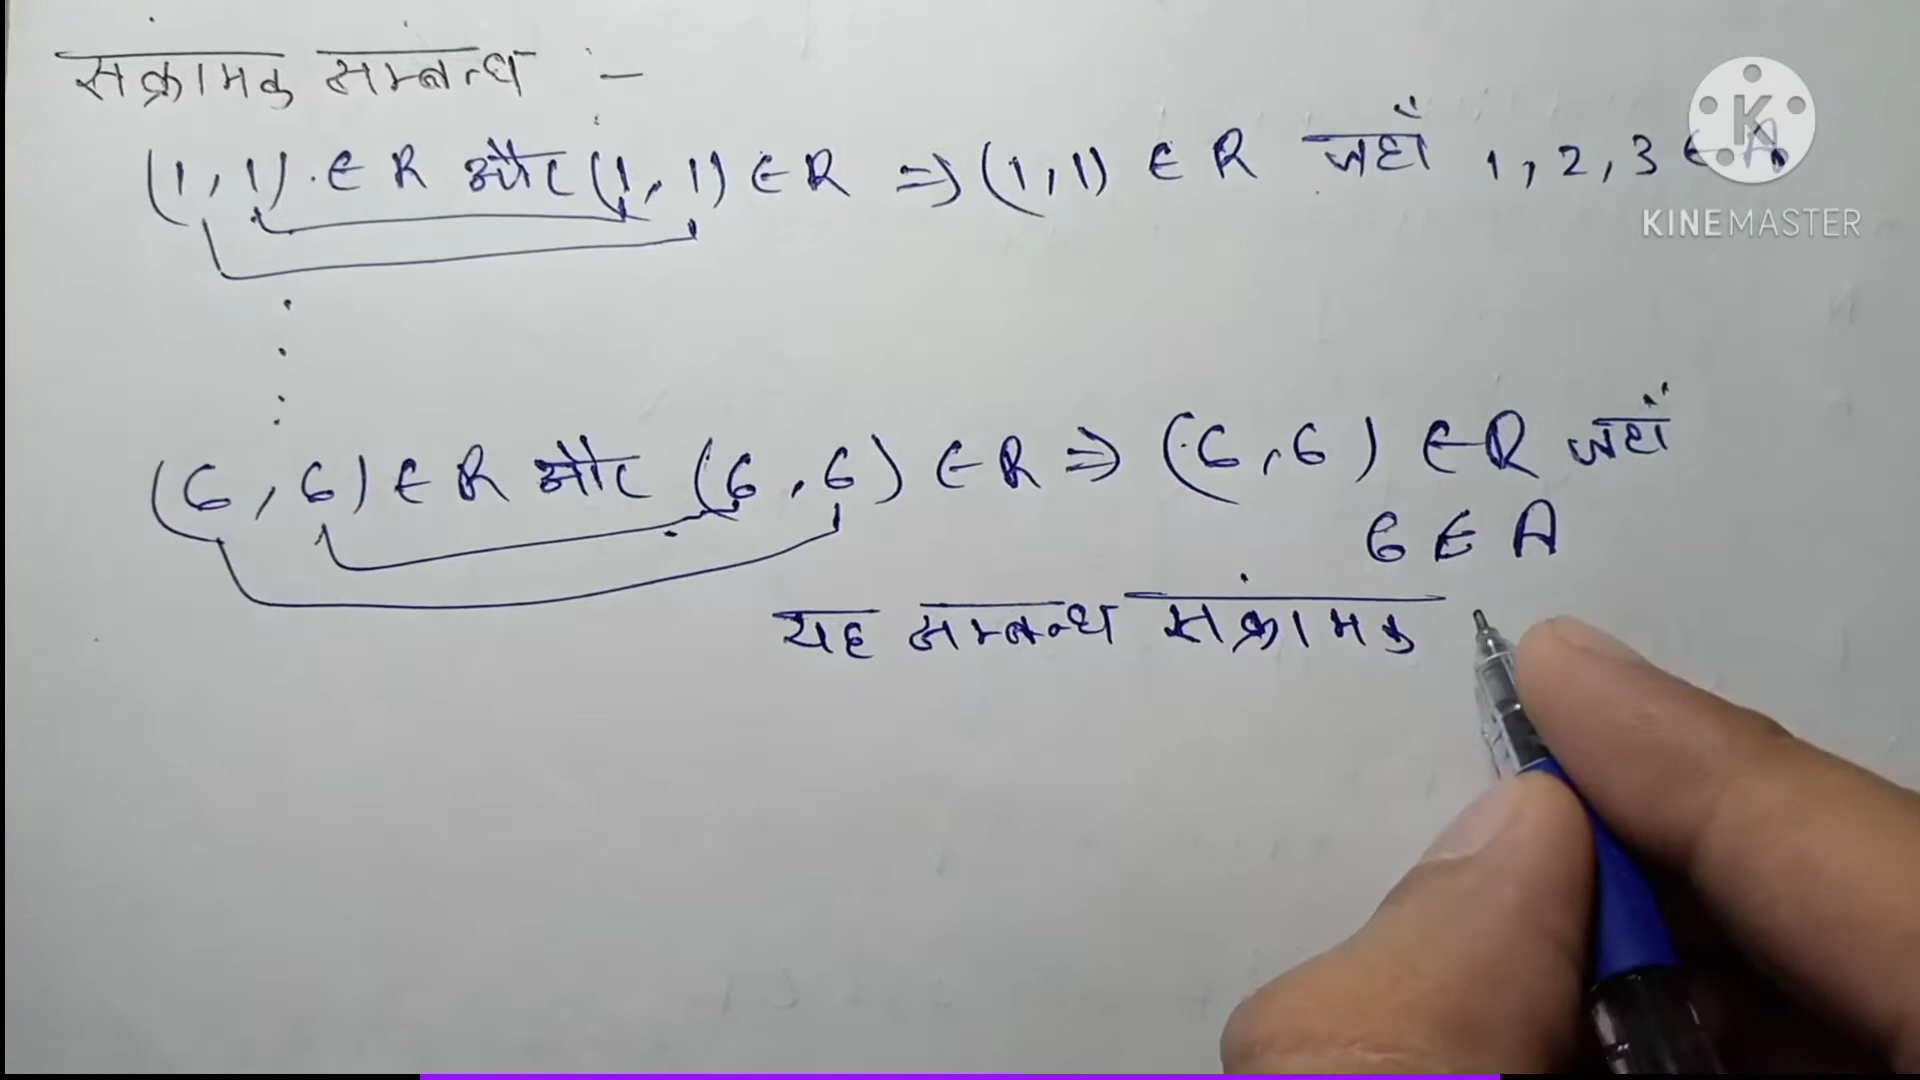 संक्रामक सम्बन्ध :-
(1, 1) ∈ R और (1, 1) ∈ R ⇒ (1, 1) ∈ R जहाँ 1, 2, 3 ∈ A
K
KINEMASTER
(6, 6) ∈ R और (6, 6) ∈ R ⇒ (6, 6) ∈ R जहाँ
6 ∈ A
यह सम्बन्ध संक्रामक